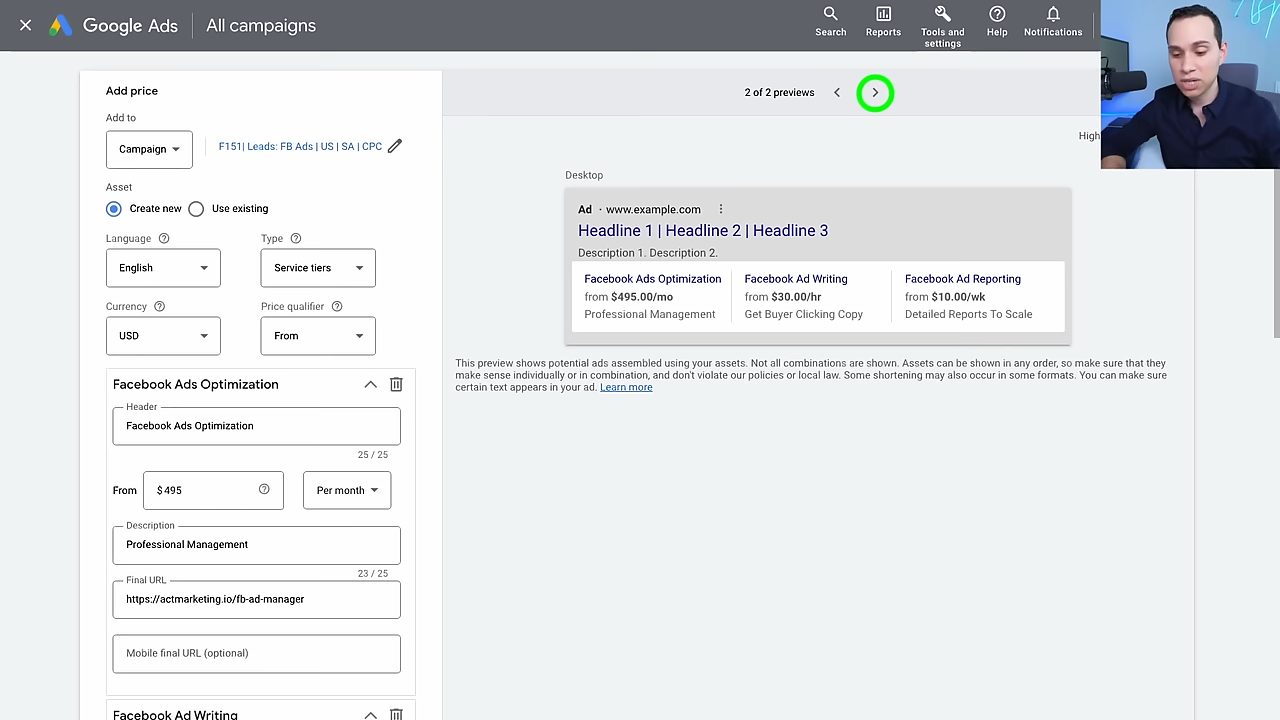 Google Ads
All campaigns
Search
Reports
Tools and
settings
Help
Notifications
Add price
Add to
Campaign
F151| Leads: FB Ads | US | SA | CPC
Asset
Create new
Use existing
Language
Type
English
Service tiers
Currency
Price qualifier
USD
From
Facebook Ads Optimization
Header
Facebook Ads Optimization
25 / 25
From
$ 495
Per month
Description
Professional Management
23 / 25
Final URL
https://actmarketing.io/fb-ad-manager
Mobile final URL (optional)
Facebook Ad Writing
2 of 2 previews
High
Desktop
Ad · www.example.com
Headline 1 | Headline 2 | Headline 3
Description 1. Description 2.
Facebook Ads Optimization
from $495.00/mo
Professional Management
Facebook Ad Writing
from $30.00/hr
Get Buyer Clicking Copy
Facebook Ad Reporting
from $10.00/wk
Detailed Reports To Scale
This preview shows potential ads assembled using your assets. Not all combinations are shown. Assets can be shown in any order, so make sure that they
make sense individually or in combination, and don't violate our policies or local law. Some shortening may also occur in some formats. You can make sure
certain text appears in your ad. Learn more